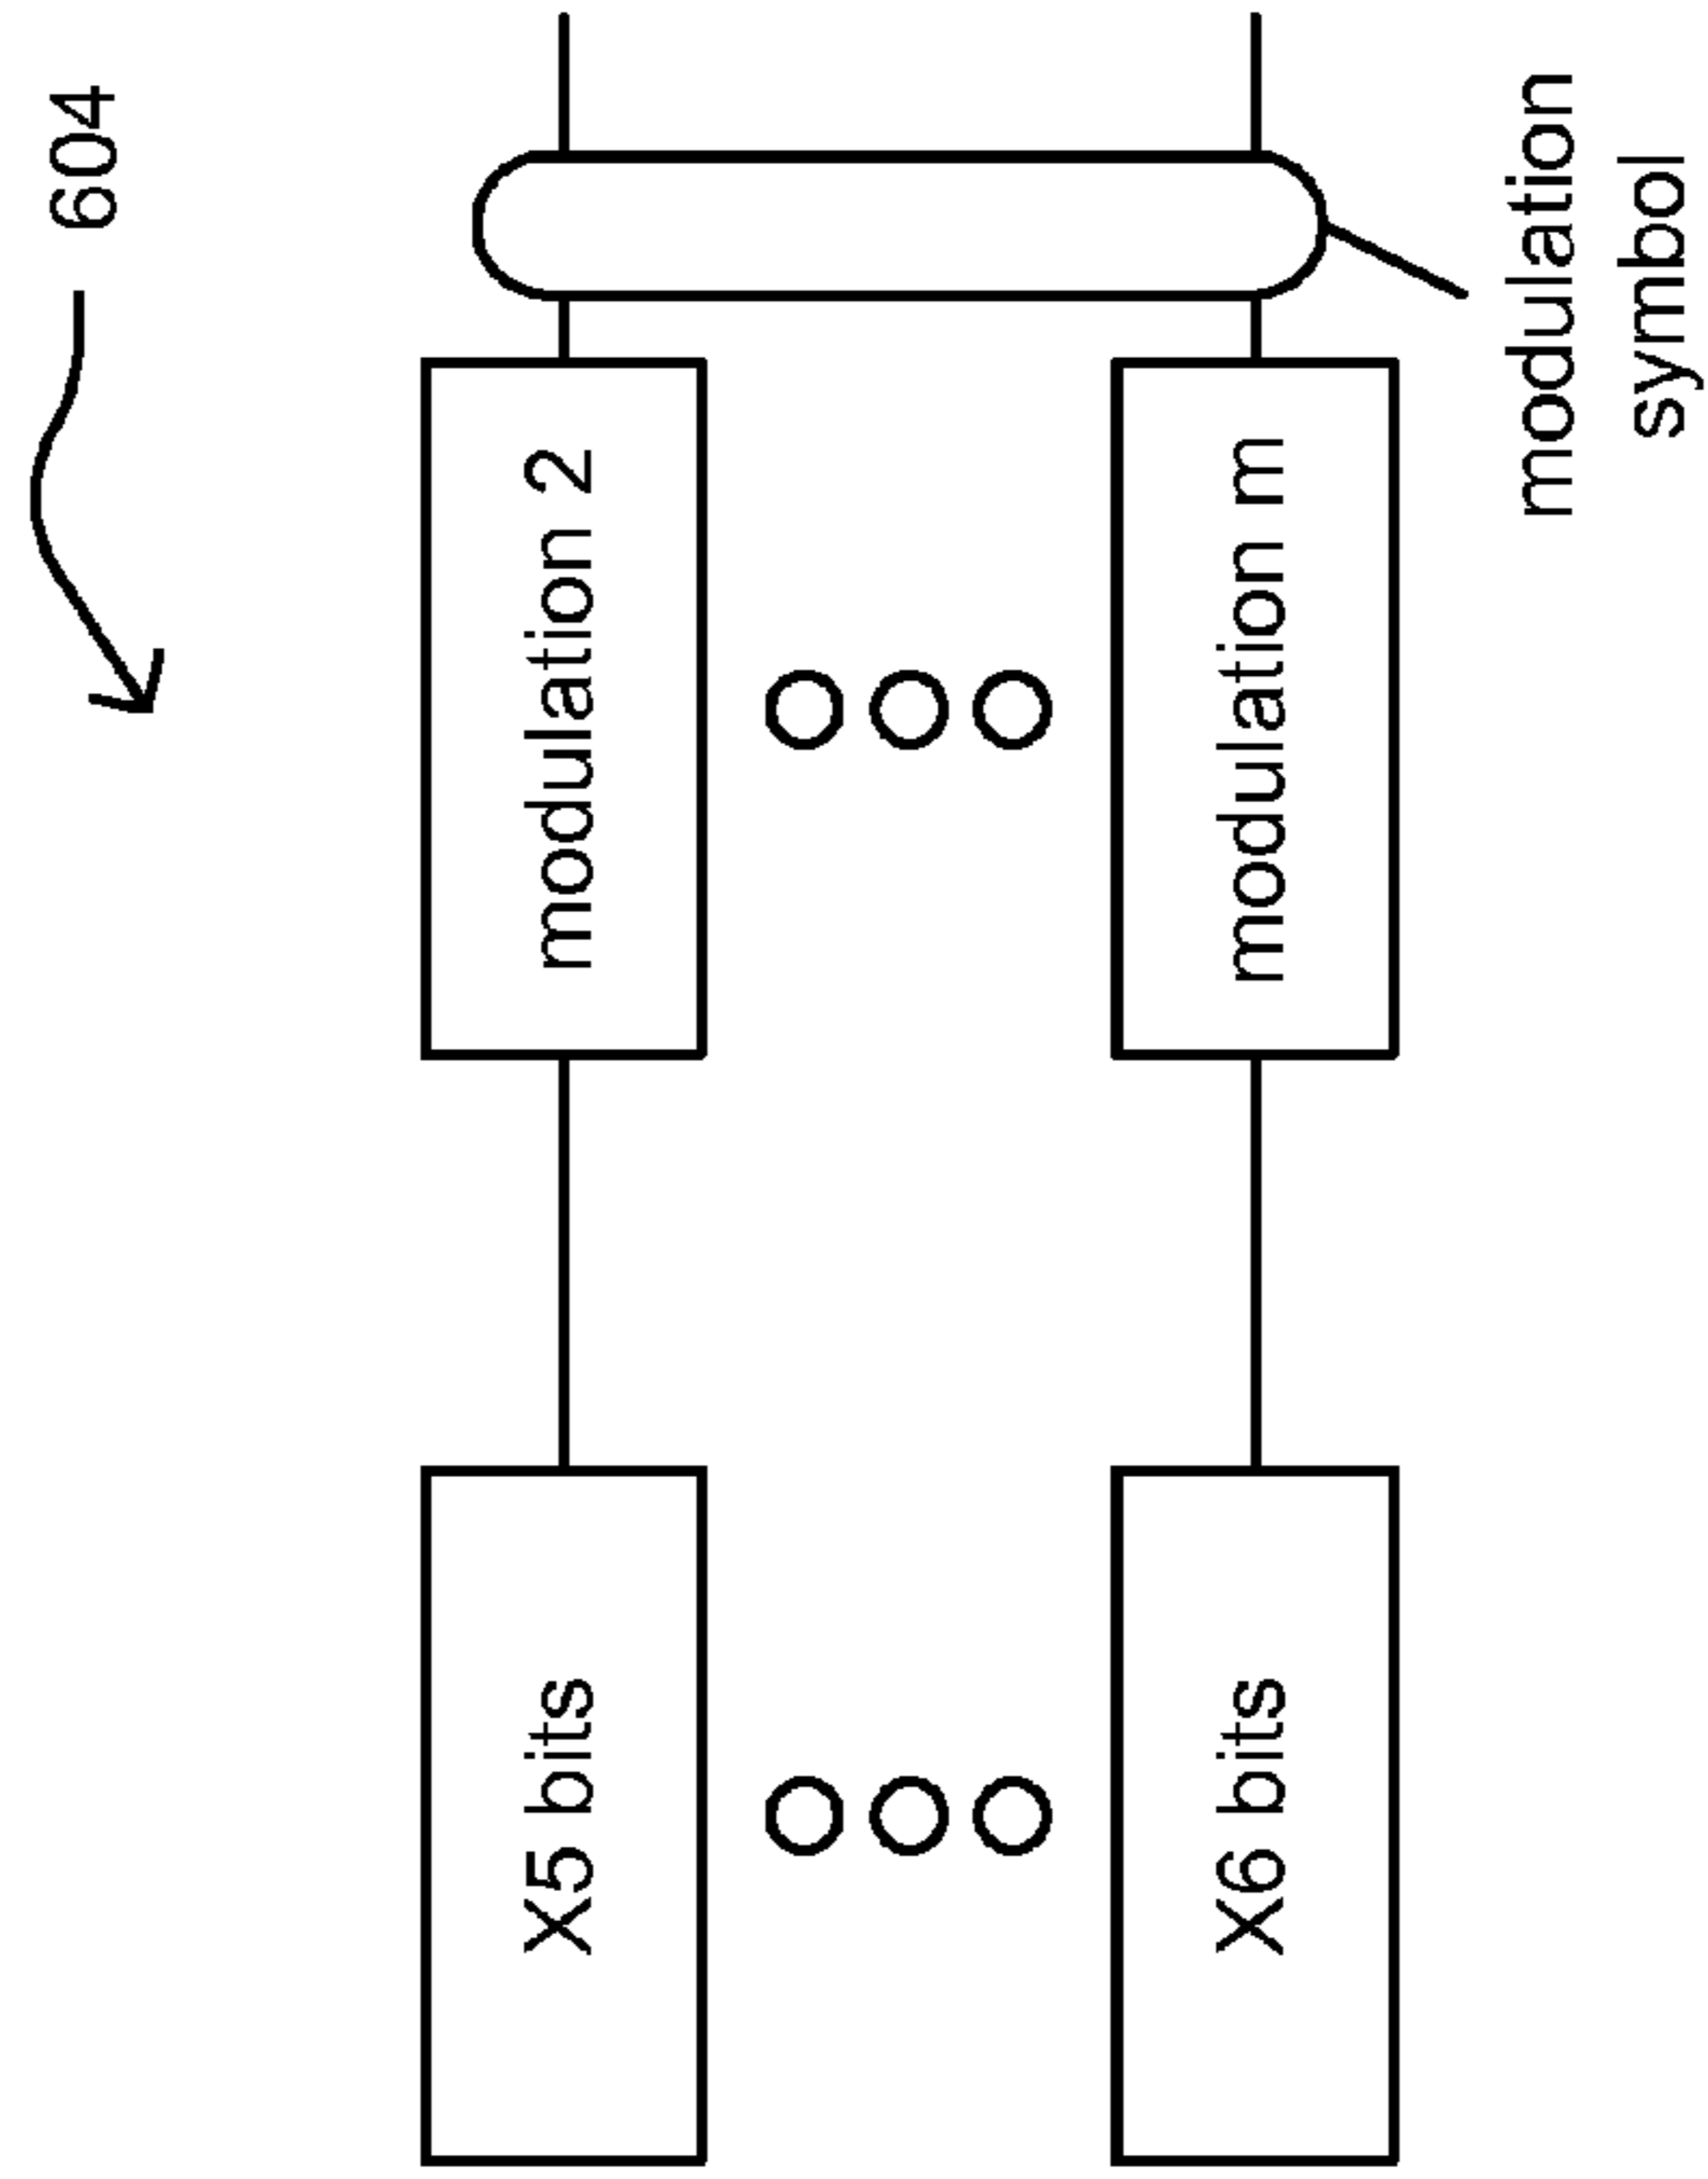 604
X5 bits
modulation 2
X6 bits
modulation m
modulation
symbol